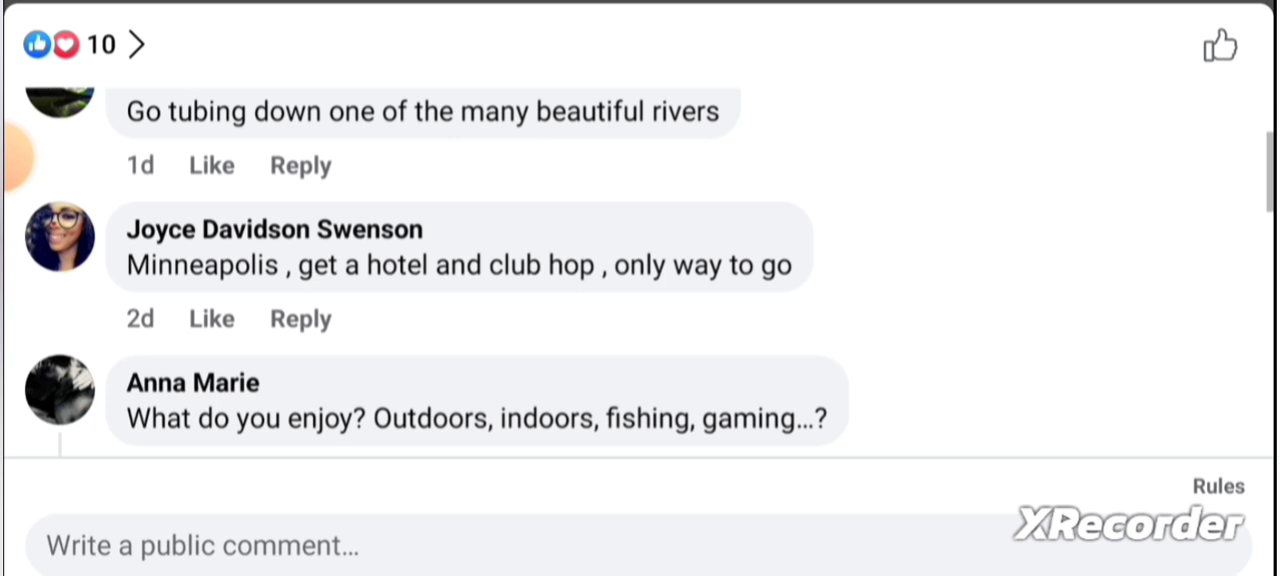 10
Go tubing down one of the many beautiful rivers
1d Like Reply
Joyce Davidson Swenson
Minneapolis , get a hotel and club hop , only way to go
2d Like Reply
Anna Marie
What do you enjoy? Outdoors, indoors, fishing, gaming...?
Rules
XRecorder
Write a public comment...